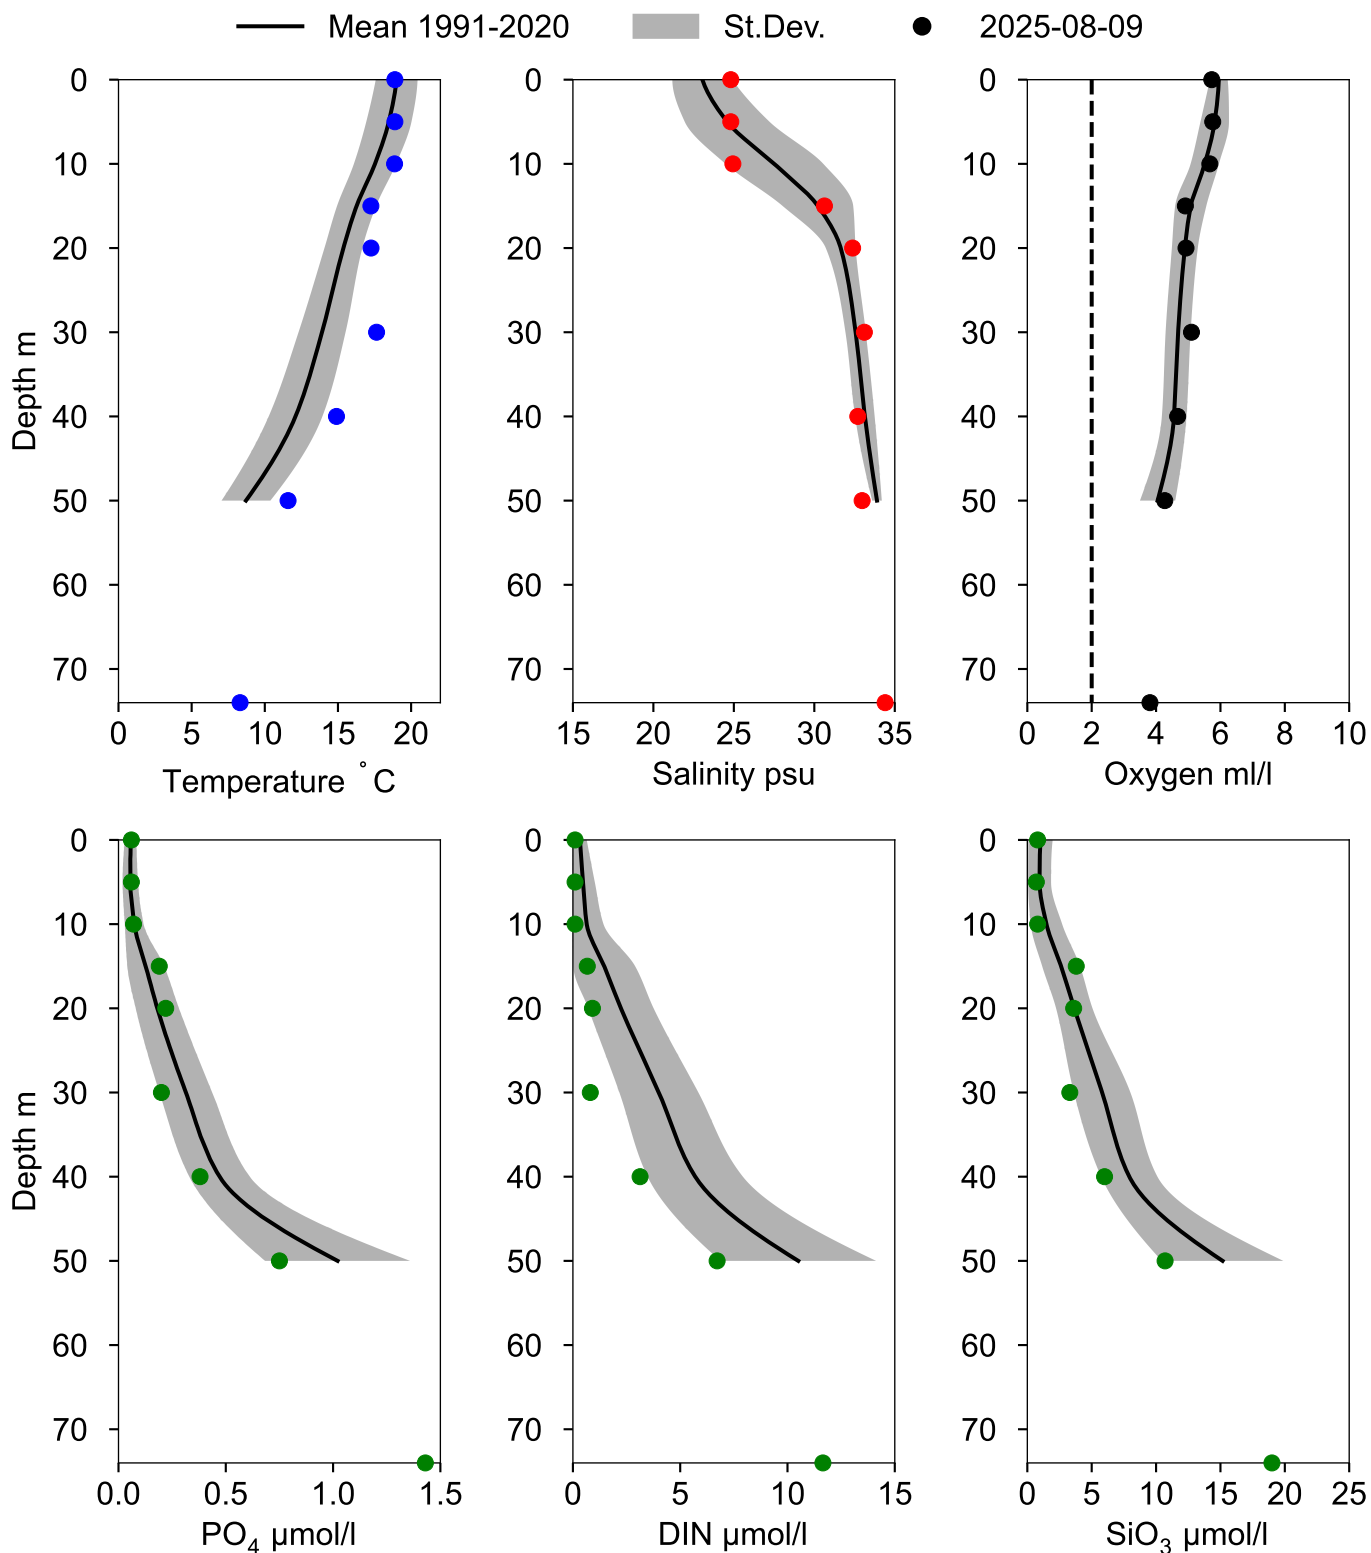 Mean 1991-2020 St.Dev. 2025-08-09
0 0 0
10 10 10
20 20 20
30 30 30
40 40 40
50 50 50
60 60 60
70 70 70
Depth m
0 5 10 15 20 15 20 25 30 35 0 2 4 6 8 10
Temperature °C Salinity psu Oxygen ml/l
0 0 0
10 10 10
20 20 20
30 30 30
40 40 40
50 50 50
60 60 60
70 70 70
Depth m
0.0 0.5 1.0 1.5 0 5 10 15 0 5 10 15 20 25
PO₄ µmol/l DIN µmol/l SiO₃ µmol/l